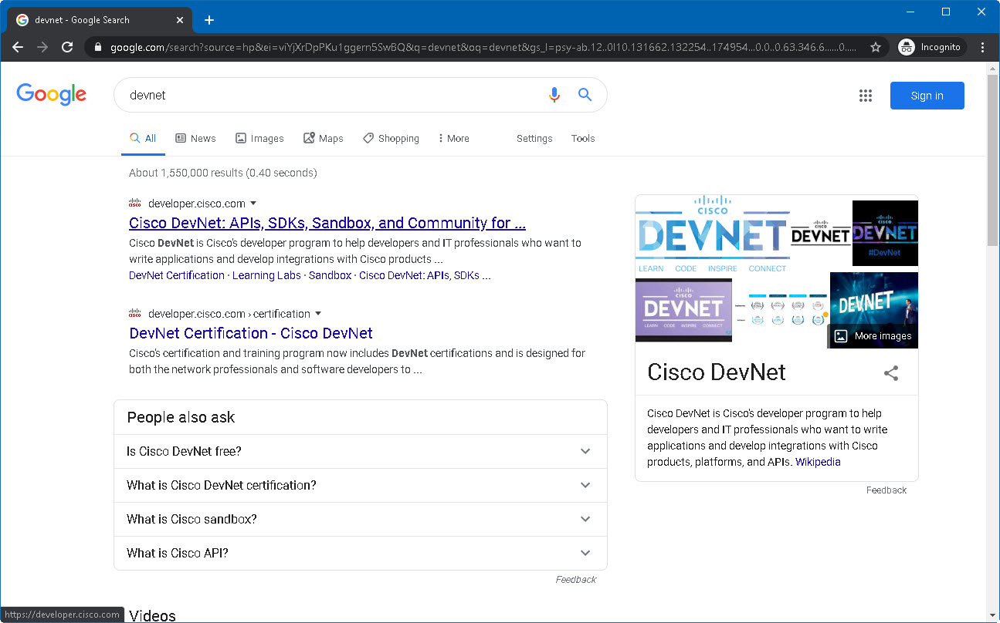 devnet - Google Search
google.com/search?source=hp&ei=viYjXrDpPKu1ggern5SwBQ&q=devnet&oq=devnet&gs_l=psy-ab.12..0l10.131662.132254..174954...0.0..0.63.346.6......0.....
Incognito
Google
devnet
Sign in
All
News
Images
Maps
Shopping
More
Settings
Tools
About 1,550,000 results (0.40 seconds)
developer.cisco.com
Cisco DevNet: APIs, SDKs, Sandbox, and Community for ...
Cisco DevNet is Cisco's developer program to help developers and IT professionals who want to
write applications and develop integrations with Cisco products ...
DevNet Certification · Learning Labs · Sandbox · Cisco DevNet: APIs, SDKs ...
developer.cisco.com › certification
DevNet Certification - Cisco DevNet
Cisco's certification and training program now includes DevNet certifications and is designed for
both the network professionals and software developers to ...
People also ask
Is Cisco DevNet free?
What is Cisco DevNet certification?
What is Cisco sandbox?
What is Cisco API?
Feedback
Videos
https://developer.cisco.com
CISCO
DEVNET
LEARN CODE INSPIRE CONNECT
CISCO
DEVNET
CISCO
DEVNET
#DevNet
CISCO
DEVNET
LEARN CODE INSPIRE CONNECT
DEVNET
More images
Cisco DevNet
Cisco DevNet is Cisco's developer program to help
developers and IT professionals who want to write
applications and develop integrations with Cisco
products, platforms, and APIs. Wikipedia
Feedback